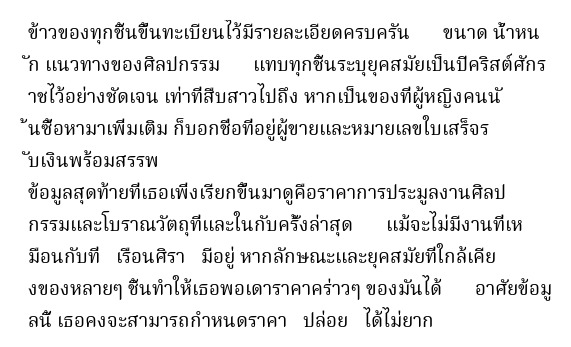 ข้าวของทุกชิ้นขึ้นทะเบียนไว้มีรายละเอียดครบครัน ขนาด น้ำหน
ัก แนวทางของศิลปกรรม แทบทุกชิ้นระบุยุคสมัยเป็นปีคริสต์ศักร
าชไว้อย่างชัดเจน เท่าที่สืบสาวไปถึง หากเป็นของที่ผู้หญิงคนนั
้นซื้อหามาเพิ่มเติม ก็บอกชื่อที่อยู่ผู้ขายและหมายเลขใบเสร็จร
ับเงินพร้อมสรรพ
ข้อมูลสุดท้ายที่เธอเพิ่งเรียกขึ้นมาดูคือราคาการประมูลงานศิลป
กรรมและโบราณวัตถุที่และในกับครั้งล่าสุด แม้จะไม่มีงานที่เห
มือนกับที่ เรือนศิรา มีอยู่ หากลักษณะและยุคสมัยที่ใกล้เคีย
งของหลายๆ ชิ้นทำให้เธอพอเดาราคาคร่าวๆ ของมันได้ อาศัยข้อมู
ลนี้ เธอคงจะสามารถกำหนดราคา ปล่อย ได้ไม่ยาก